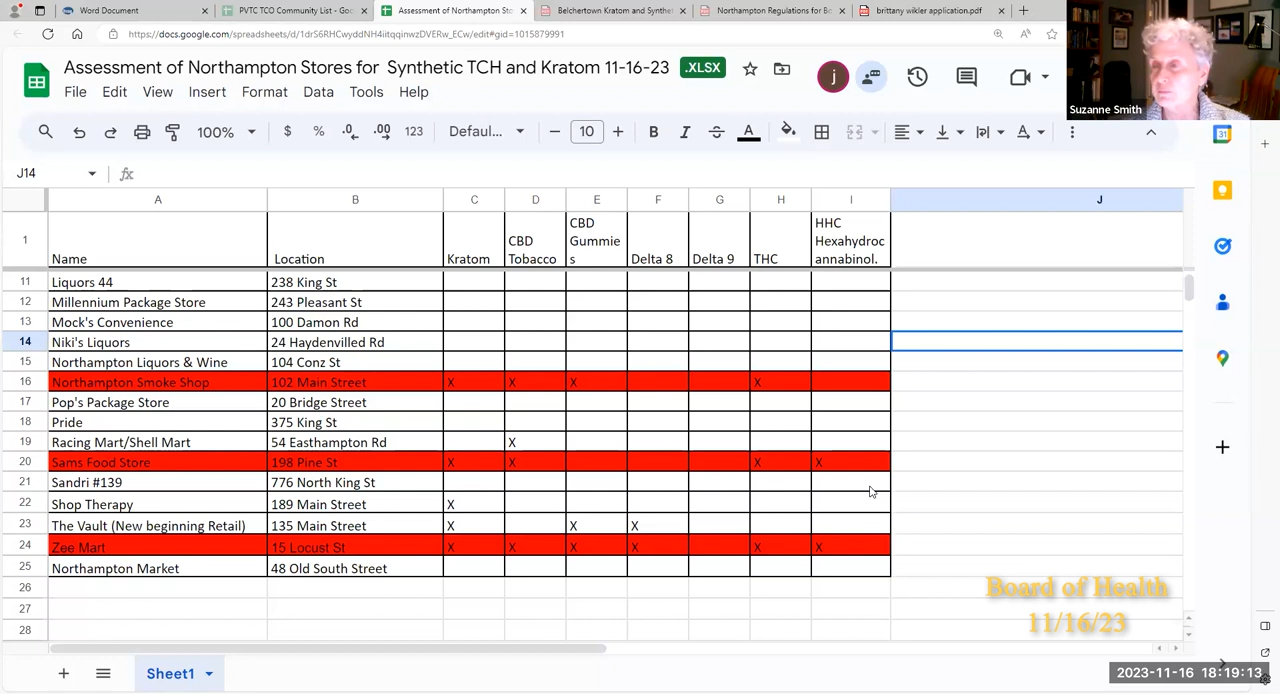 Word Document
PVTC TCO Community List - Goo
Assessment of Northampton Sto
Belchertown Kratom and Synthet
Northampton Regulations for Bo
brittany wikler application.pdf
https://docs.google.com/spreadsheets/d/1drS6RHCwyddNH4iitqqinwzDVERw_ECw/edit#gid=1015879991
Assessment of Northampton Stores for Synthetic TCH and Kratom 11-16-23 .XLSX
File Edit View Insert Format Data Tools Help
j
Suzanne Smith
100% $ % .0 .00 123 Defaul... 10 B I A
31
J14 fx
A B C D E F G H I J
1 Name Location Kratom CBD Tobacco CBD Gummies Delta 8 Delta 9 THC HHC Hexahydrocannabinol.
11 Liquors 44 238 King St
12 Millennium Package Store 243 Pleasant St
13 Mock's Convenience 100 Damon Rd
14 Niki's Liquors 24 Haydenvilled Rd
15 Northampton Liquors & Wine 104 Conz St
16 Northampton Smoke Shop 102 Main Street X X X X
17 Pop's Package Store 20 Bridge Street
18 Pride 375 King St
19 Racing Mart/Shell Mart 54 Easthampton Rd X
20 Sams Food Store 198 Pine St X X X X
21 Sandri #139 776 North King St
22 Shop Therapy 189 Main Street X
23 The Vault (New beginning Retail) 135 Main Street X X X
24 Zee Mart 15 Locust St X X X X X X
25 Northampton Market 48 Old South Street
26
27
28
Board of Health
11/16/23
Sheet1
2023-11-16 18:19:13